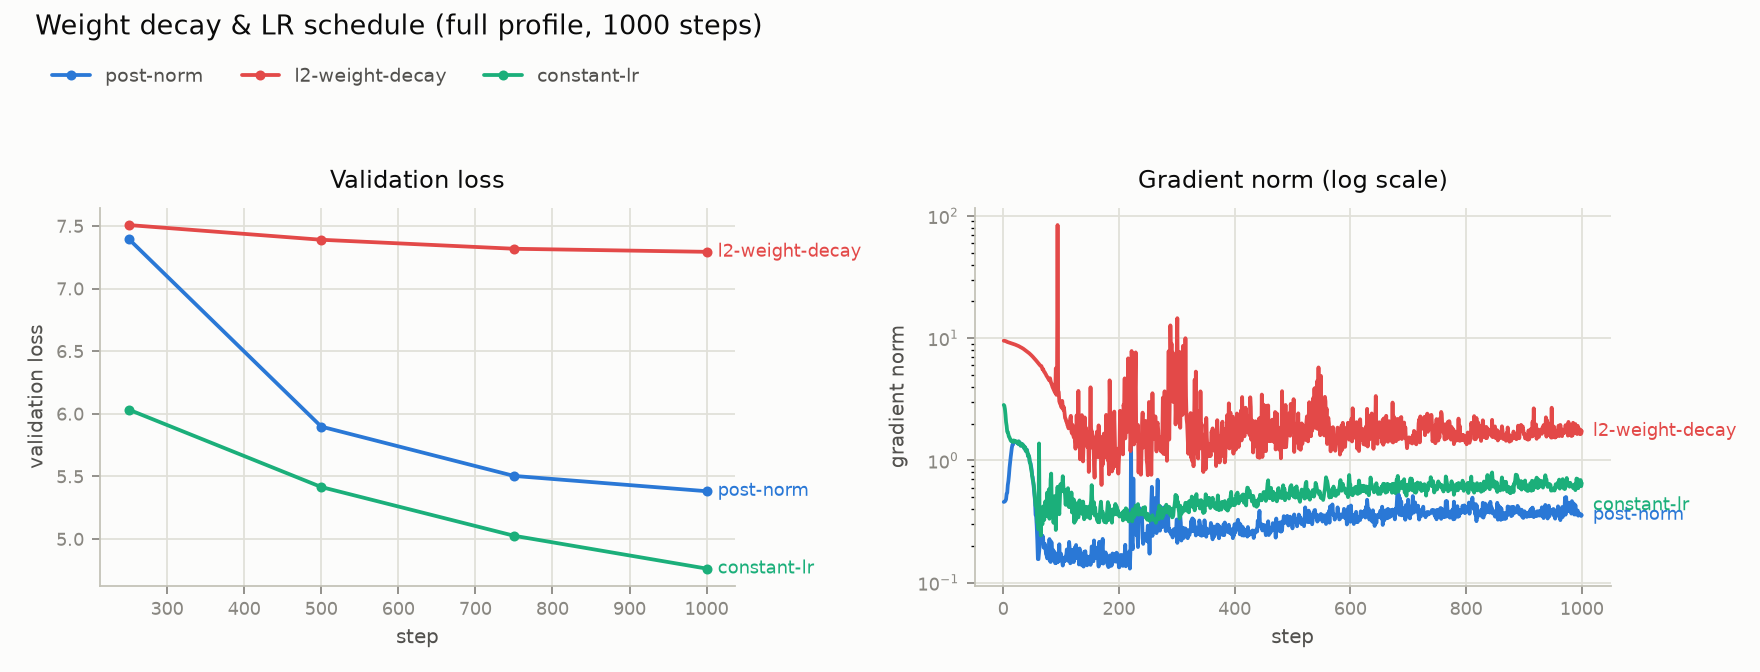 Weight decay & LR schedule (full profile, 1000 steps)
post-norm
l2-weight-decay
constant-lr
Validation loss
validation loss
7.5
7.0
6.5
6.0
5.5
5.0
l2-weight-decay
post-norm
constant-lr
300 400 500 600 700 800 900 1000
step
Gradient norm (log scale)
gradient norm
10²
10¹
10⁰
10⁻¹
l2-weight-decay
constant-lr
post-norm
0 200 400 600 800 1000
step